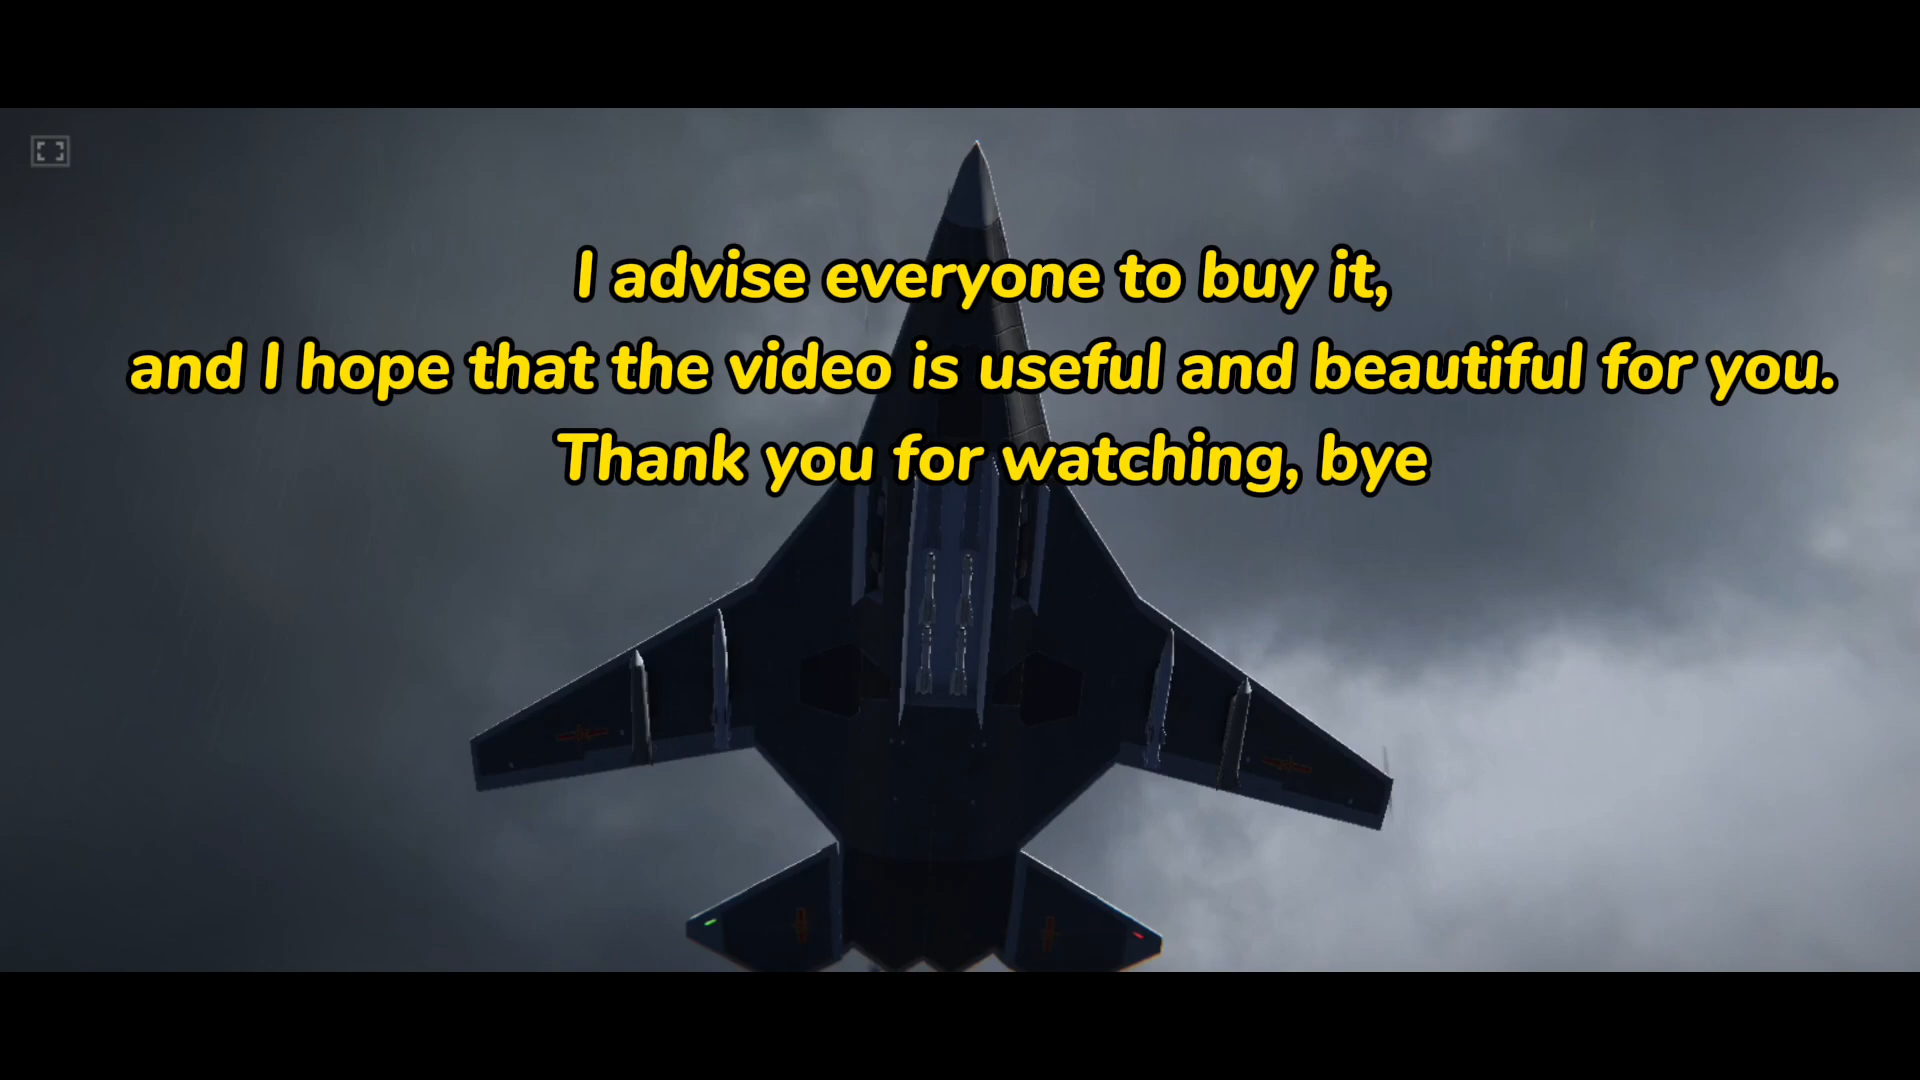 I advise everyone to buy it,
and I hope that the video is useful and beautiful for you.
Thank you for watching, bye